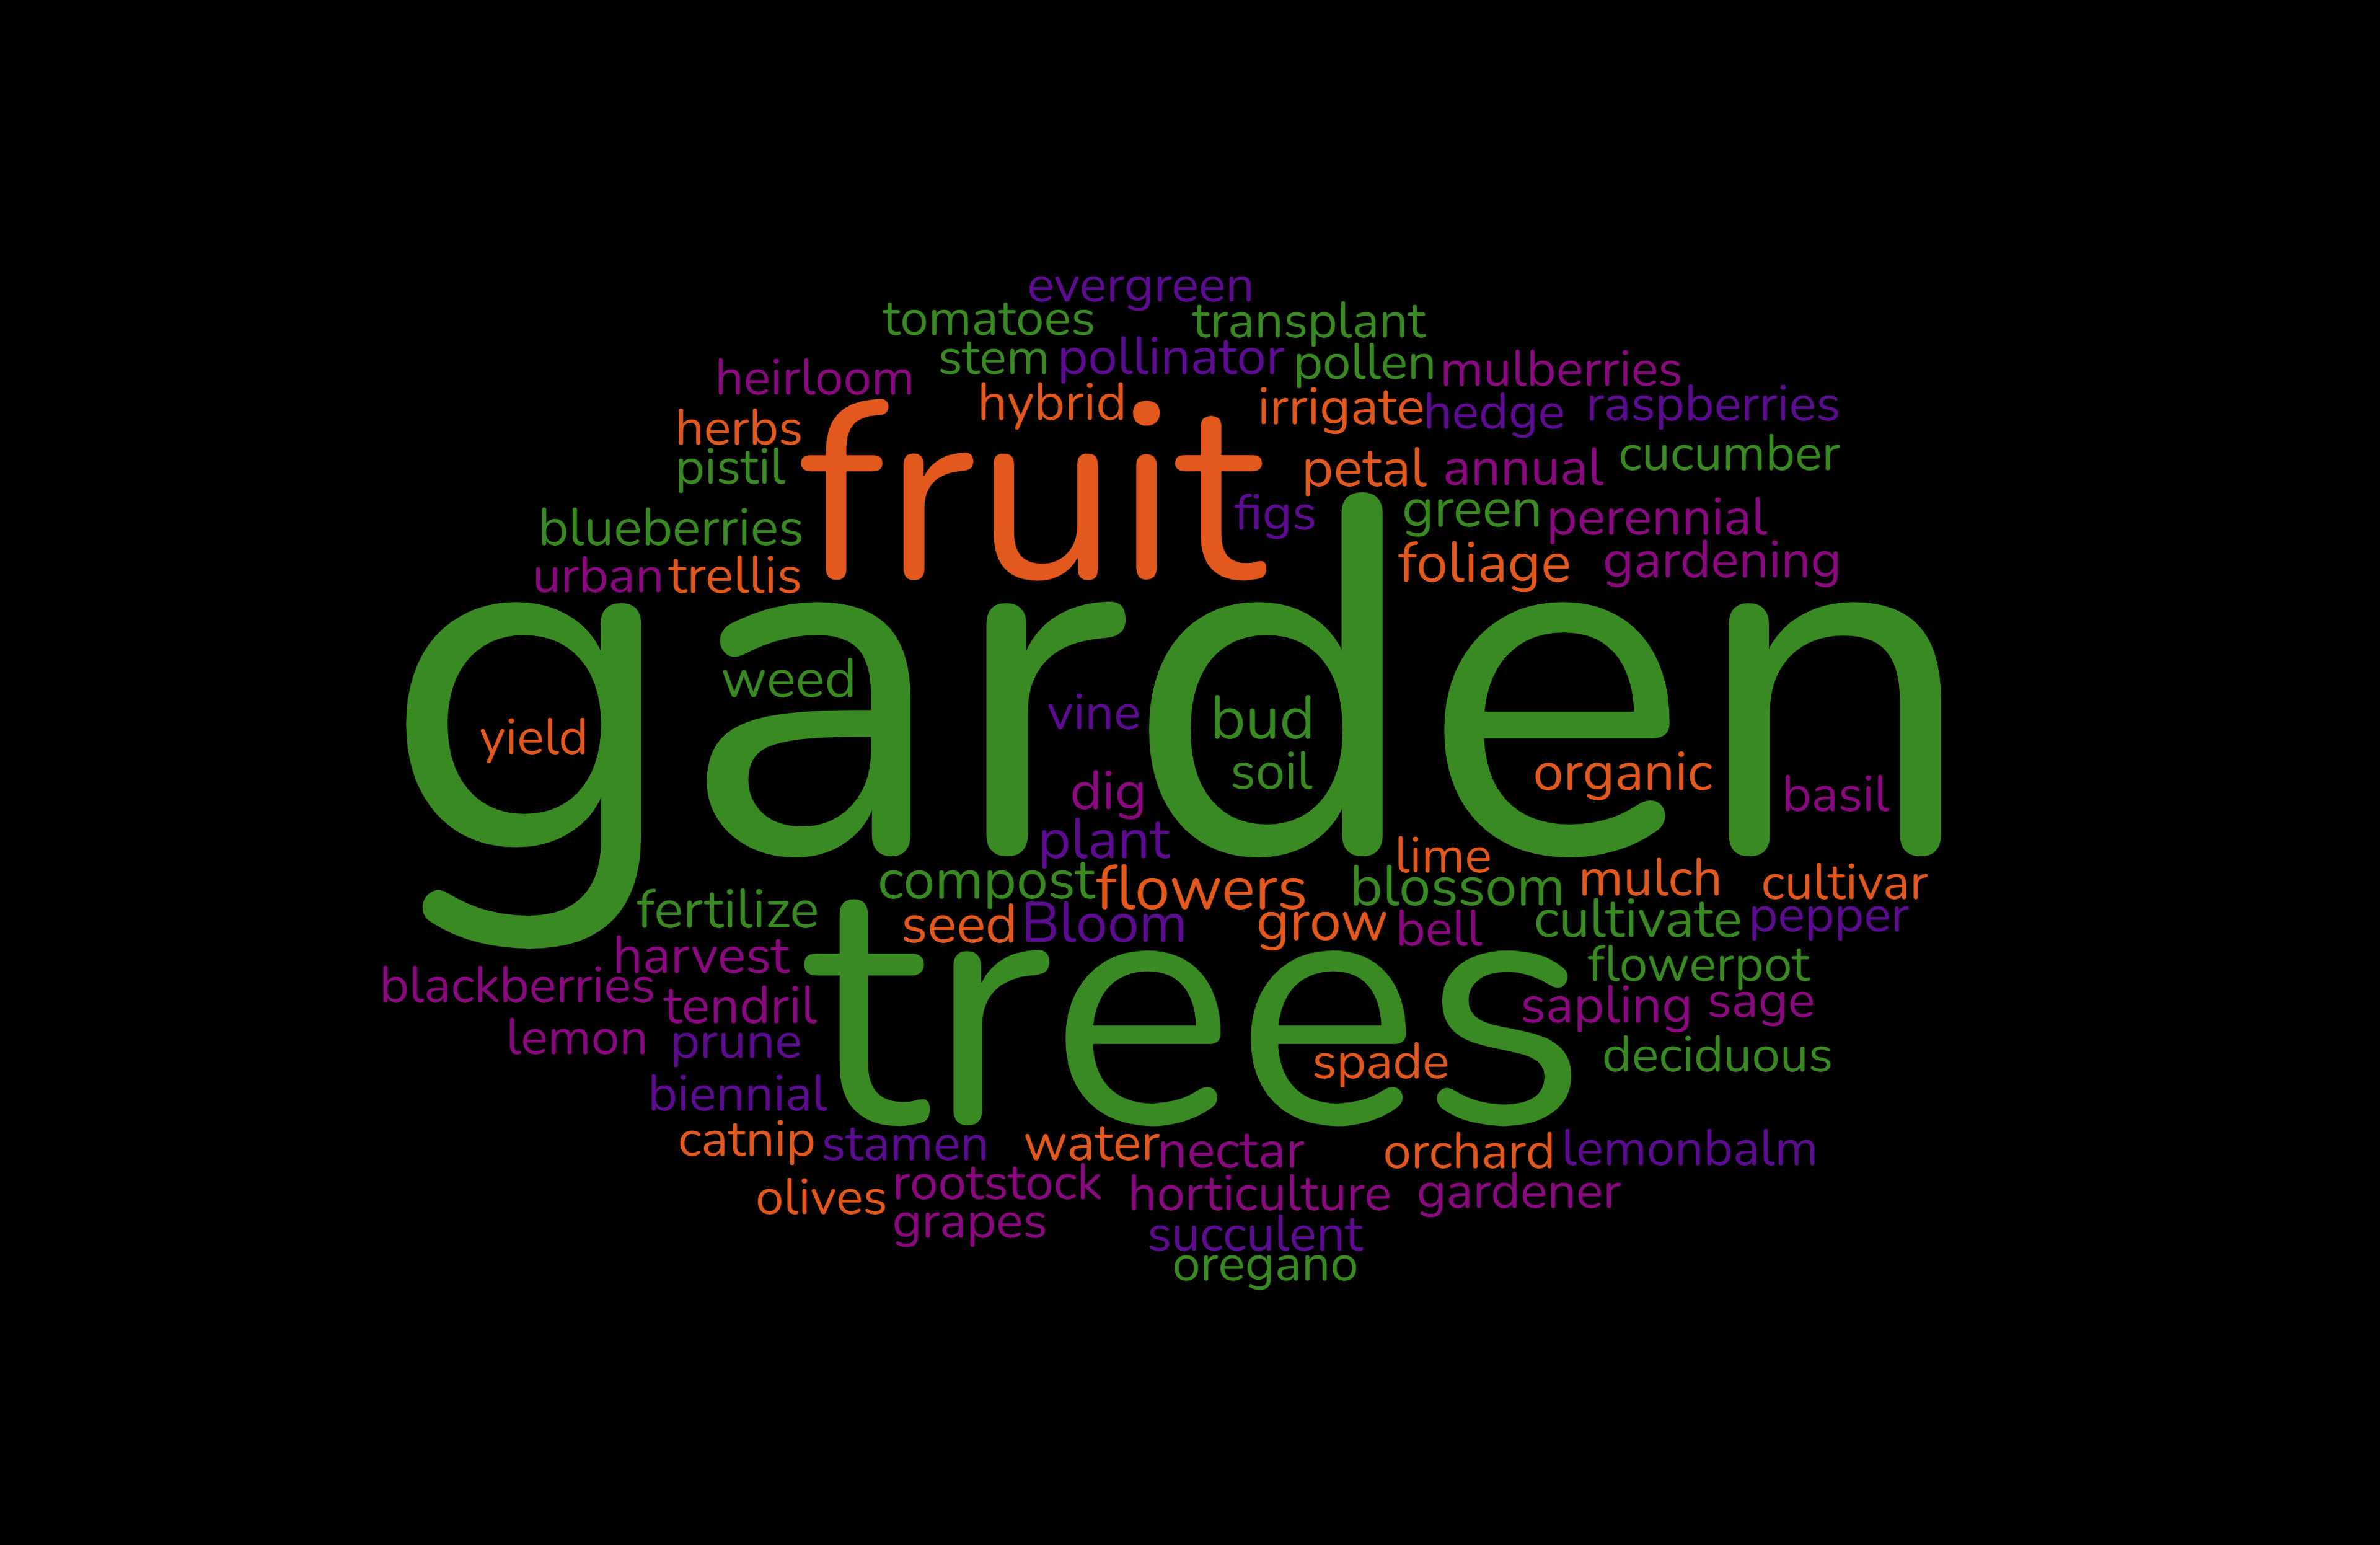 evergreen
tomatoes transplant
stem pollinator pollen mulberries
heirloom hybrid irrigate hedge raspberries
herbs fruit petal annual cucumber
pistil figs green perennial
blueberries foliage gardening
urban trellis
garden
weed
yield vine bud organic basil
soil
dig
plant lime
compost flowers blossom mulch cultivar
fertilize seed Bloom grow bell cultivate pepper
harvest trees flowerpot
blackberries tendril sapling sage
lemon prune spade deciduous
biennial
catnip stamen water nectar orchard lemonbalm
olives rootstock horticulture gardener
grapes succulent
oregano